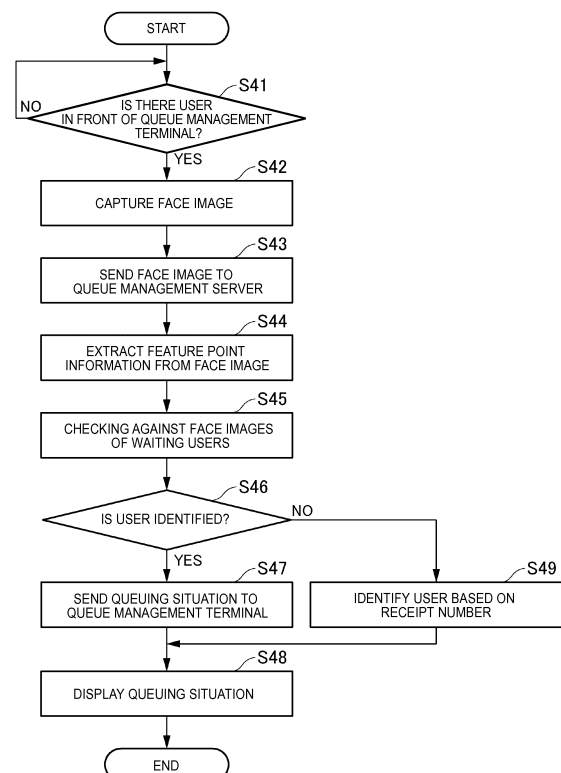 START
S41
NO
IS THERE USER
IN FRONT OF QUEUE MANAGEMENT
TERMINAL?
YES
S42
CAPTURE FACE IMAGE
S43
SEND FACE IMAGE TO
QUEUE MANAGEMENT SERVER
S44
EXTRACT FEATURE POINT
INFORMATION FROM FACE IMAGE
S45
CHECKING AGAINST FACE IMAGES
OF WAITING USERS
S46
IS USER IDENTIFIED?
NO
YES
S47
SEND QUEUING SITUATION TO
QUEUE MANAGEMENT TERMINAL
S49
IDENTIFY USER BASED ON
RECEIPT NUMBER
S48
DISPLAY QUEUING SITUATION
END